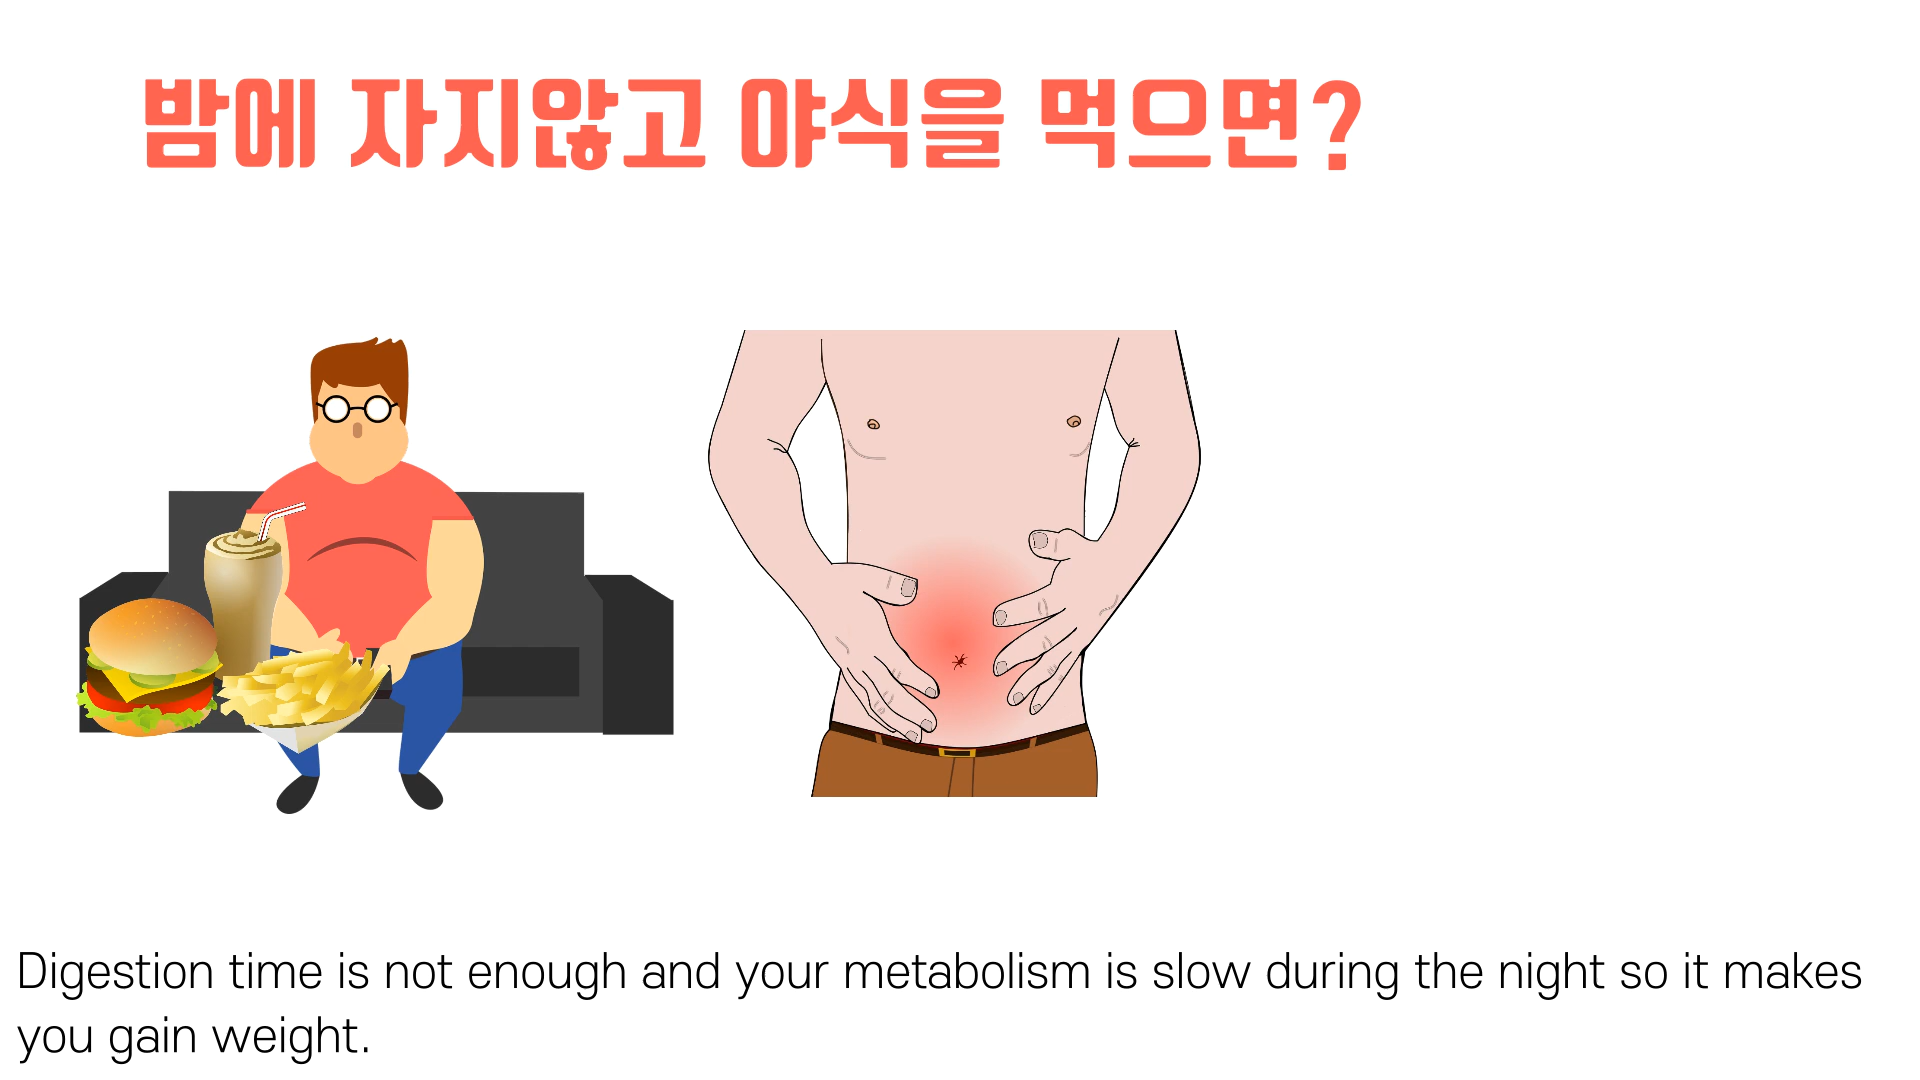 밤에 자지않고 야식을 먹으면?
Digestion time is not enough and your metabolism is slow during the night so it makes
you gain weight.